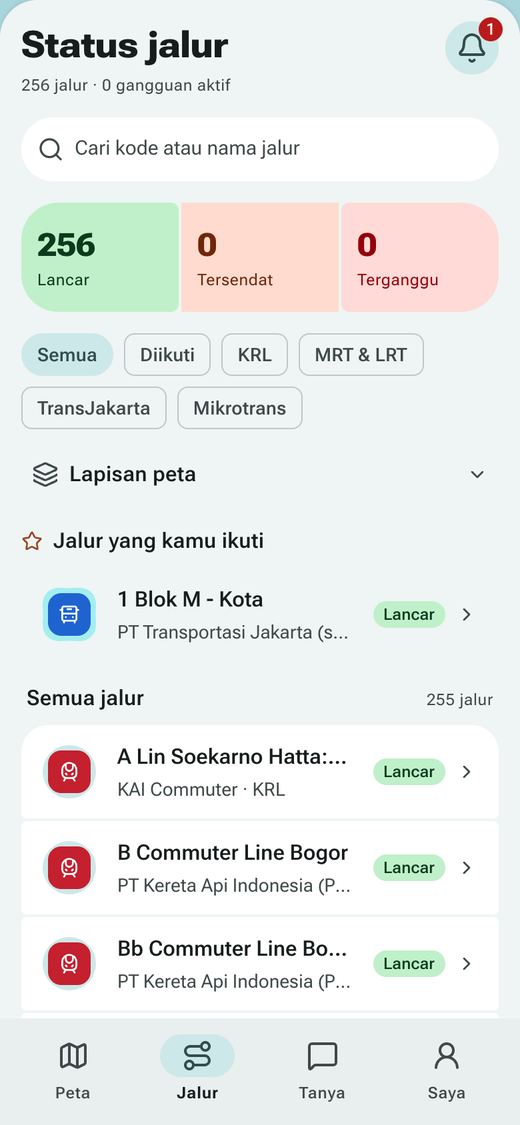 Status jalur
1
256 jalur · 0 gangguan aktif
Cari kode atau nama jalur
256
Lancar
0
Tersendat
0
Terganggu
Semua
Diikuti
KRL
MRT & LRT
TransJakarta
Mikrotrans
Lapisan peta
Jalur yang kamu ikuti
1 Blok M - Kota
PT Transportasi Jakarta (s...
Lancar
Semua jalur
255 jalur
A Lin Soekarno Hatta:...
KAI Commuter · KRL
Lancar
B Commuter Line Bogor
PT Kereta Api Indonesia (P...
Lancar
Bb Commuter Line Bo...
PT Kereta Api Indonesia (P...
Lancar
Peta
Jalur
Tanya
Saya